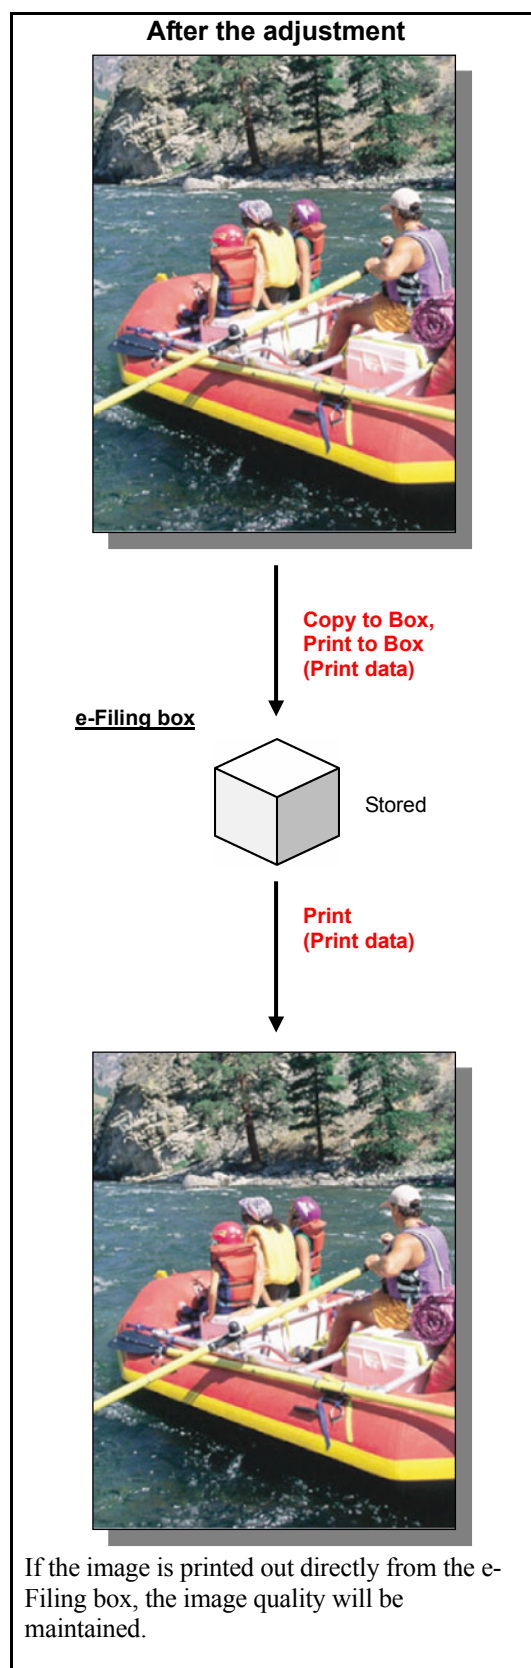 After the adjustment
Copy to Box,
Print to Box
(Print data)
e-Filing box
Stored
Print
(Print data)
If the image is printed out directly from the e-
Filing box, the image quality will be
maintained.